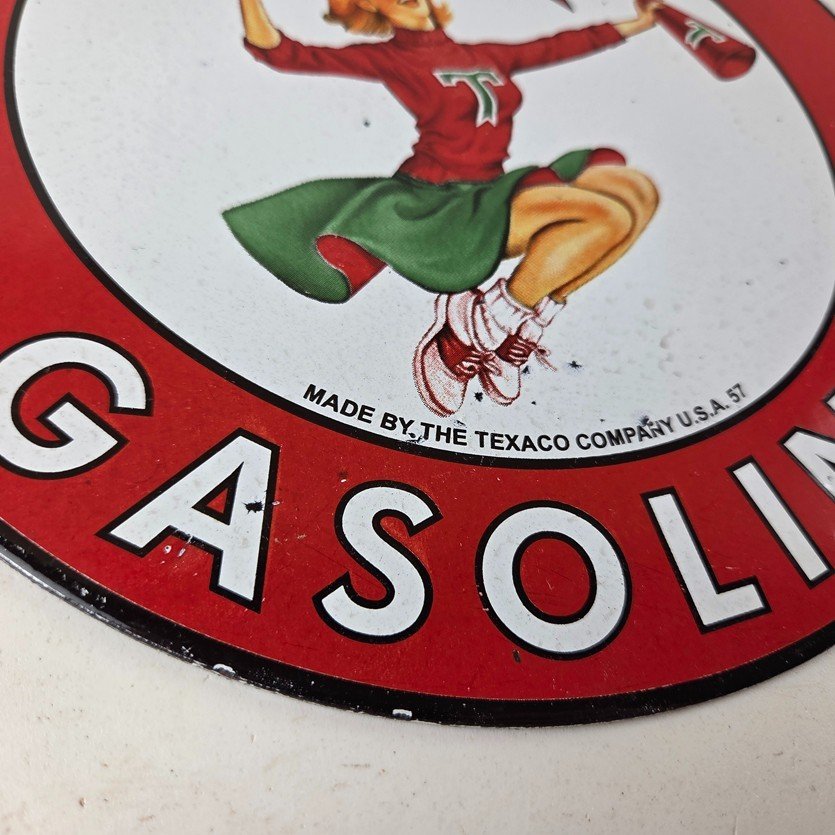 T
T
MADE BY THE TEXACO COMPANY U.S.A. 57
GASOLIN